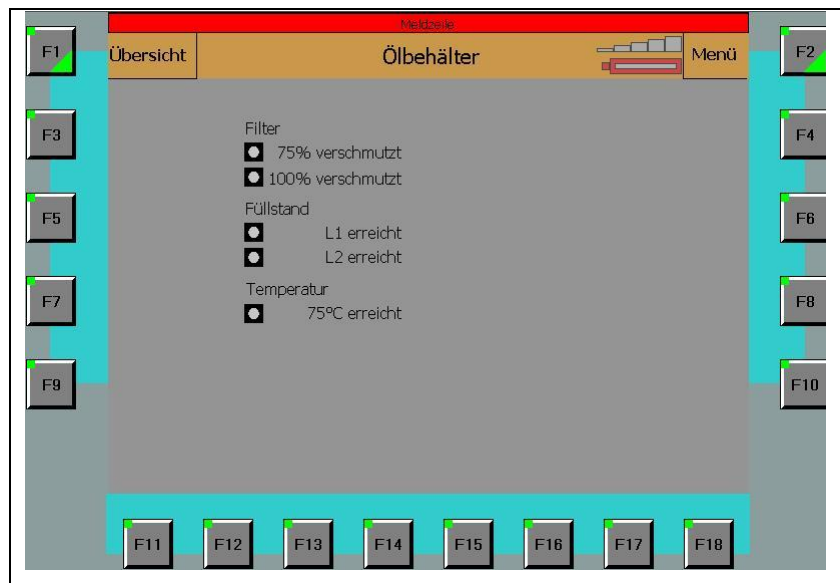 Meldzeile
F1
Übersicht
Ölbehälter
Menü
F2
F3
Filter
75% verschmutzt
100% verschmutzt
F4
F5
Füllstand
L1 erreicht
L2 erreicht
F6
F7
Temperatur
75°C erreicht
F8
F9
F10
F11 F12 F13 F14 F15 F16 F17 F18